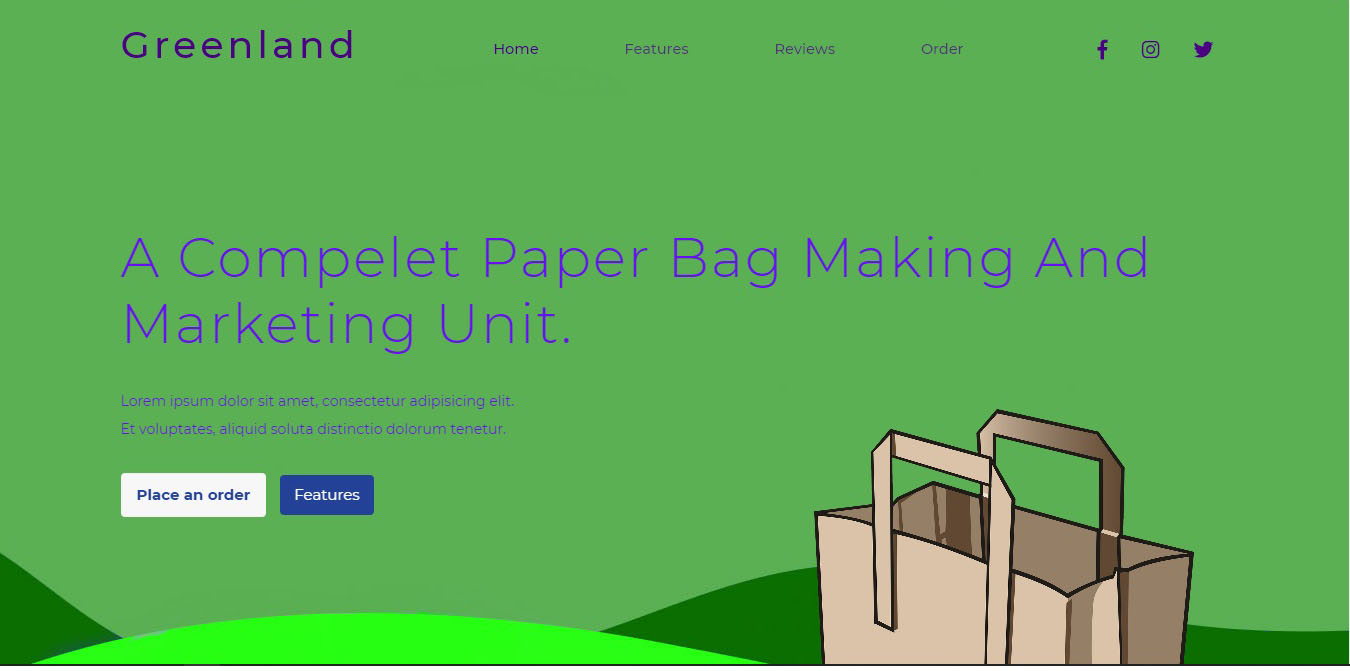 Greenland
Home Features Reviews Order
A Compelet Paper Bag Making And
Marketing Unit.
Lorem ipsum dolor sit amet, consectetur adipisicing elit.
Et voluptates, aliquid soluta distinctio dolorum tenetur.
Place an order Features